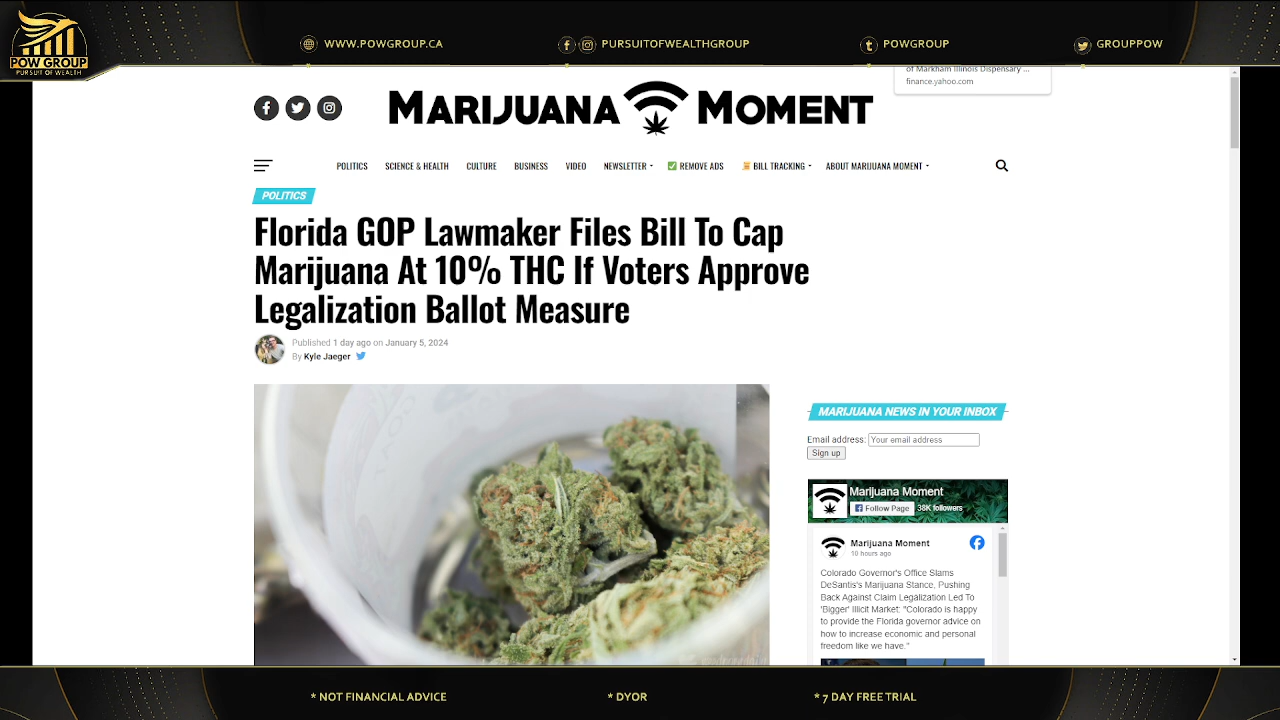 POW GROUP
PURSUIT OF WEALTH
WWW.POWGROUP.CA
PURSUITOFWEALTHGROUP
POWGROUP
GROUPPOW
of Markham Illinois Dispensary ...
finance.yahoo.com
MARIJUANA MOMENT
POLITICS SCIENCE & HEALTH CULTURE BUSINESS VIDEO NEWSLETTER REMOVE ADS BILL TRACKING ABOUT MARIJUANA MOMENT
POLITICS
Florida GOP Lawmaker Files Bill To Cap
Marijuana At 10% THC If Voters Approve
Legalization Ballot Measure
Published 1 day ago on January 5, 2024
By Kyle Jaeger
MARIJUANA NEWS IN YOUR INBOX
Email address: Your email address
Sign up
Marijuana Moment
Follow Page 38K followers
Marijuana Moment
10 hours ago
Colorado Governor's Office Slams
DeSantis's Marijuana Stance, Pushing
Back Against Claim Legalization Led To
'Bigger' Illicit Market: "Colorado is happy
to provide the Florida governor advice on
how to increase economic and personal
freedom like we have."
* NOT FINANCIAL ADVICE
* DYOR
* 7 DAY FREE TRIAL